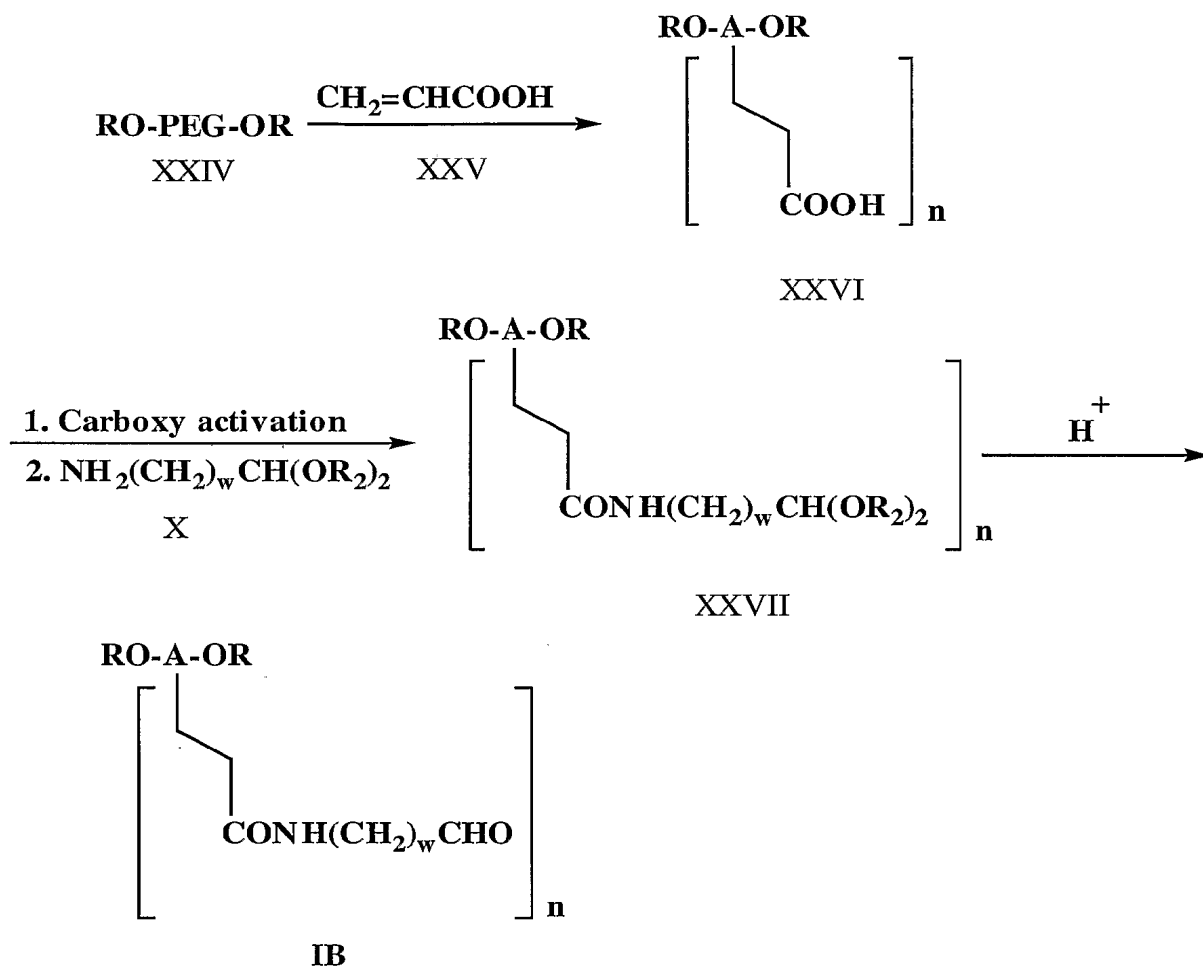 RO-A-OR
CH₂=CHCOOH
RO-PEG-OR
XXIV
XXV
COOH
n
XXVI
RO-A-OR
1. Carboxy activation
2. NH₂(CH₂)wCH(OR₂)₂
X
H⁺
CONH(CH₂)wCH(OR₂)₂
n
XXVII
RO-A-OR
CONH(CH₂)wCHO
n
IB